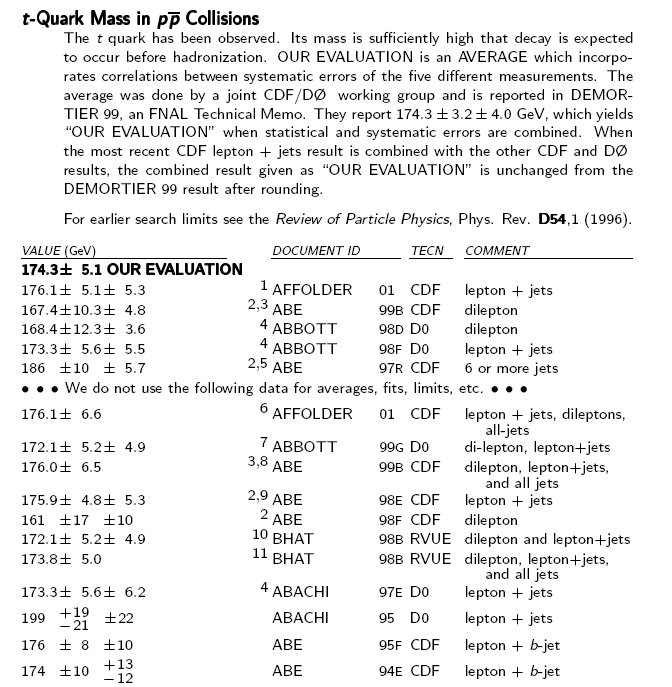 t-Quark Mass in pp̅ Collisions
The t quark has been observed. Its mass is sufficiently high that decay is expected
to occur before hadronization. OUR EVALUATION is an AVERAGE which incorpo-
rates correlations between systematic errors of the five different measurements. The
average was done by a joint CDF/DØ working group and is reported in DEMOR-
TIER 99, an FNAL Technical Memo. They report 174.3 ± 3.2 ± 4.0 GeV, which yields
“OUR EVALUATION” when statistical and systematic errors are combined. When
the most recent CDF lepton + jets result is combined with the other CDF and DØ
results, the combined result given as “OUR EVALUATION” is unchanged from the
DEMORTIER 99 result after rounding.
For earlier search limits see the Review of Particle Physics, Phys. Rev. D54,1 (1996).
VALUE (GeV) DOCUMENT ID TECN COMMENT
174.3± 5.1 OUR EVALUATION
176.1± 5.1± 5.3 1 AFFOLDER 01 CDF lepton + jets
167.4±10.3± 4.8 2,3 ABE 99B CDF dilepton
168.4±12.3± 3.6 4 ABBOTT 98D D0 dilepton
173.3± 5.6± 5.5 4 ABBOTT 98F D0 lepton + jets
186 ±10 ± 5.7 2,5 ABE 97R CDF 6 or more jets
• • • We do not use the following data for averages, fits, limits, etc. • • •
176.1± 6.6 6 AFFOLDER 01 CDF lepton + jets, dileptons,
all-jets
172.1± 5.2± 4.9 7 ABBOTT 99G D0 di-lepton, lepton+jets
176.0± 6.5 3,8 ABE 99B CDF dilepton, lepton+jets,
and all jets
175.9± 4.8± 5.3 2,9 ABE 98E CDF lepton + jets
161 ±17 ±10 2 ABE 98F CDF dilepton
172.1± 5.2± 4.9 10 BHAT 98B RVUE dilepton and lepton+jets
173.8± 5.0 11 BHAT 98B RVUE dilepton, lepton+jets,
and all jets
173.3± 5.6± 6.2 4 ABACHI 97E D0 lepton + jets
199 +19 −21 ±22 ABACHI 95 D0 lepton + jets
176 ± 8 ±10 ABE 95F CDF lepton + b-jet
174 ±10 +13 −12 ABE 94E CDF lepton + b-jet